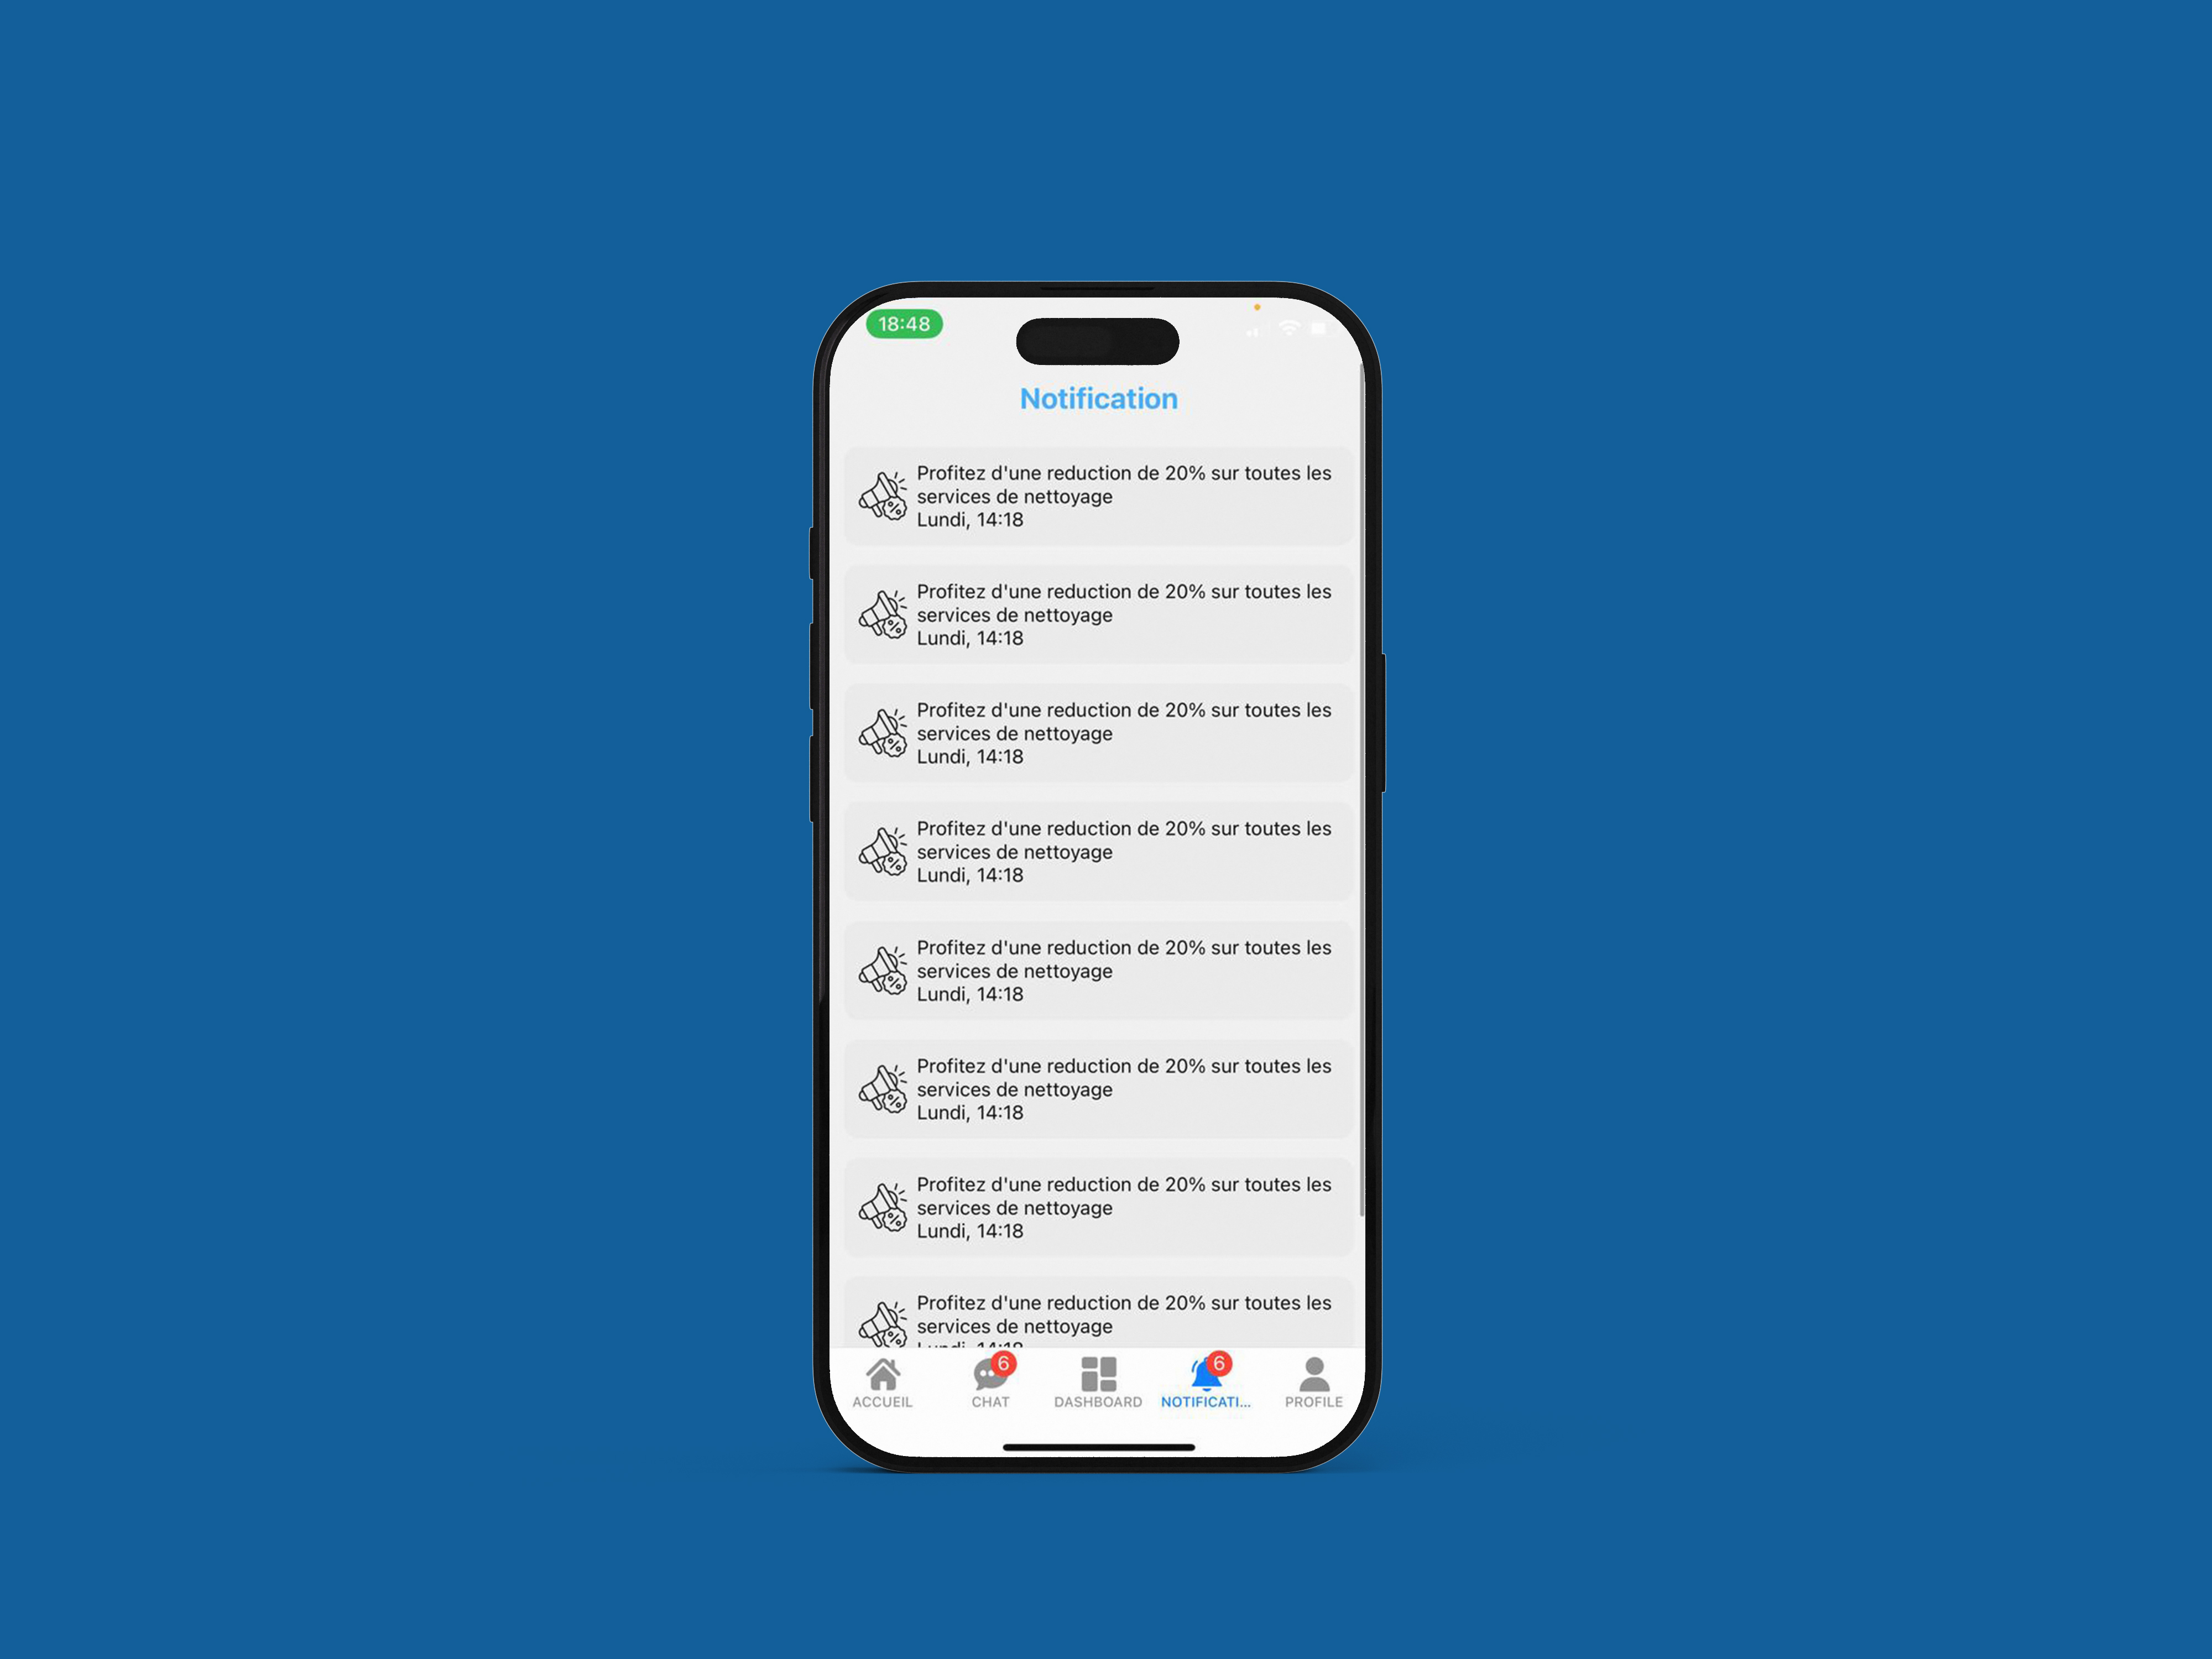 18:48
Notification
Profitez d'une reduction de 20% sur toutes les
services de nettoyage
Lundi, 14:18
Profitez d'une reduction de 20% sur toutes les
services de nettoyage
Lundi, 14:18
Profitez d'une reduction de 20% sur toutes les
services de nettoyage
Lundi, 14:18
Profitez d'une reduction de 20% sur toutes les
services de nettoyage
Lundi, 14:18
Profitez d'une reduction de 20% sur toutes les
services de nettoyage
Lundi, 14:18
Profitez d'une reduction de 20% sur toutes les
services de nettoyage
Lundi, 14:18
Profitez d'une reduction de 20% sur toutes les
services de nettoyage
Lundi, 14:18
Profitez d'une reduction de 20% sur toutes les
services de nettoyage
Lundi, 14:18
6 6
ACCUEIL CHAT DASHBOARD NOTIFICATI... PROFILE